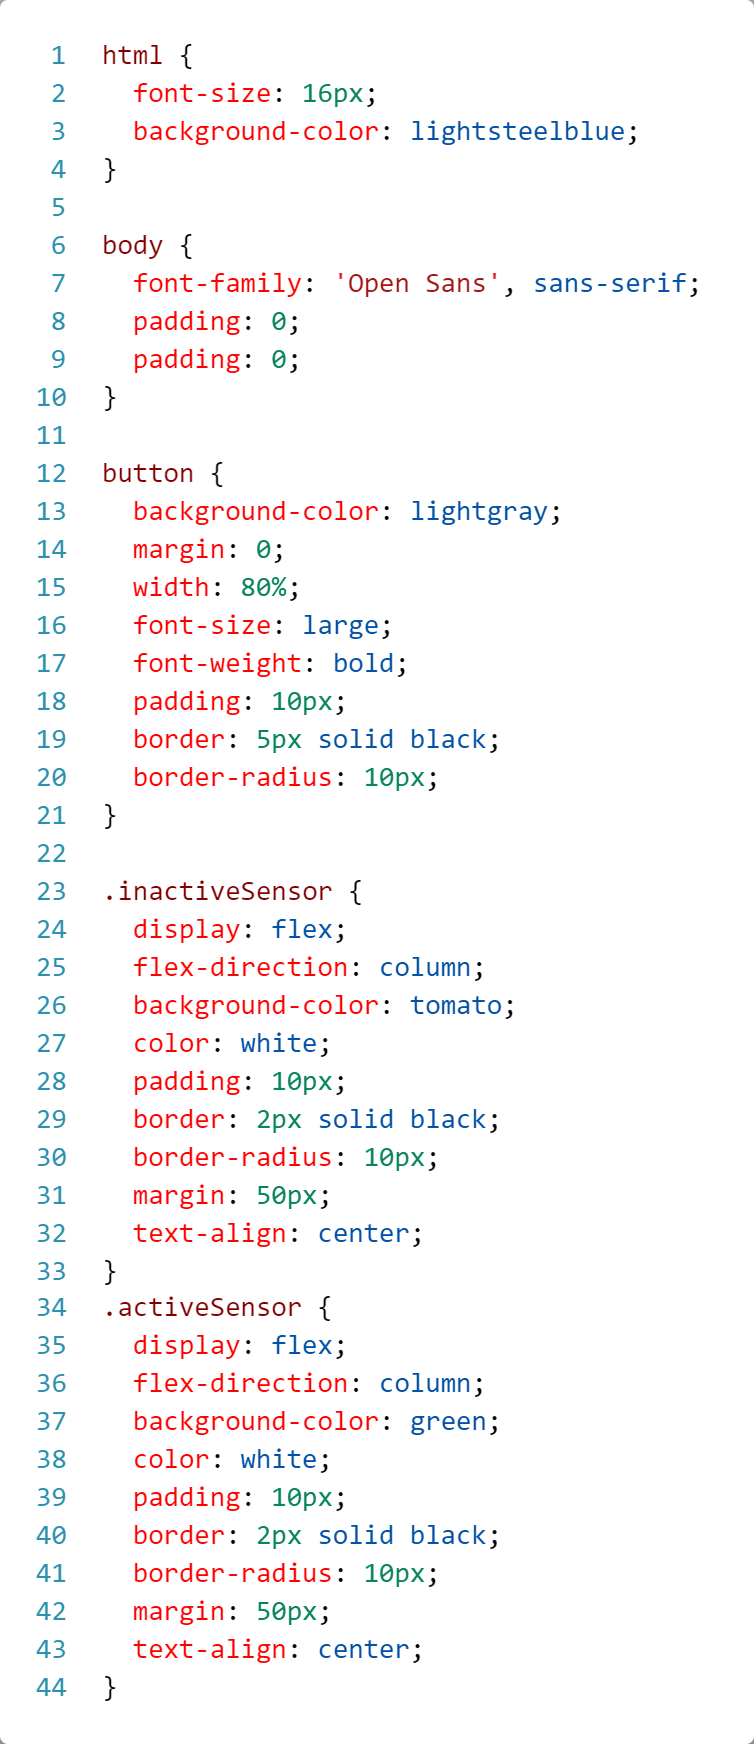 1 html {
2   font-size: 16px;
3   background-color: lightsteelblue;
4 }
5
6 body {
7   font-family: 'Open Sans', sans-serif;
8   padding: 0;
9   padding: 0;
10 }
11
12 button {
13   background-color: lightgray;
14   margin: 0;
15   width: 80%;
16   font-size: large;
17   font-weight: bold;
18   padding: 10px;
19   border: 5px solid black;
20   border-radius: 10px;
21 }
22
23 .inactiveSensor {
24   display: flex;
25   flex-direction: column;
26   background-color: tomato;
27   color: white;
28   padding: 10px;
29   border: 2px solid black;
30   border-radius: 10px;
31   margin: 50px;
32   text-align: center;
33 }
34 .activeSensor {
35   display: flex;
36   flex-direction: column;
37   background-color: green;
38   color: white;
39   padding: 10px;
40   border: 2px solid black;
41   border-radius: 10px;
42   margin: 50px;
43   text-align: center;
44 }